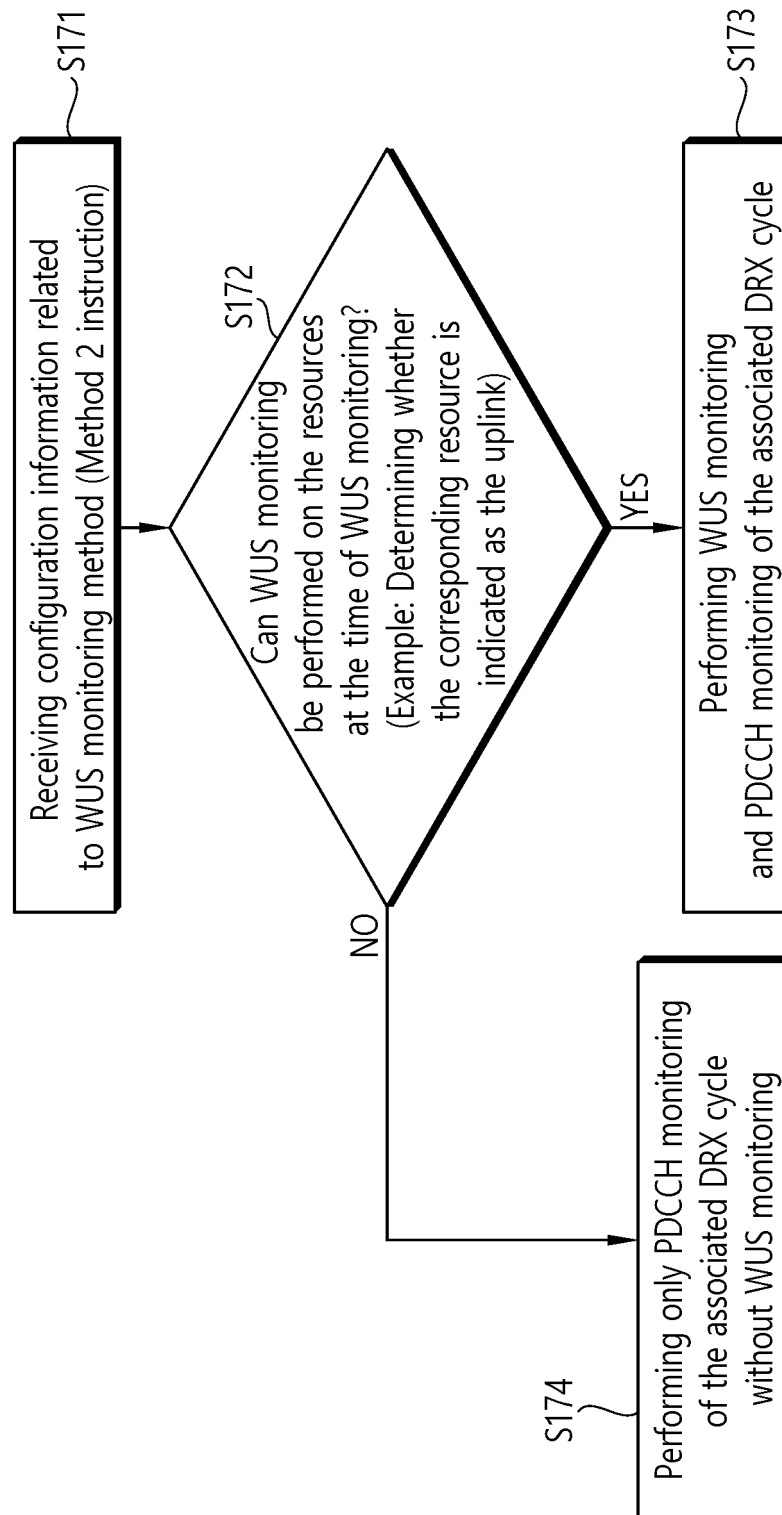 Receiving configuration information related
to WUS monitoring method (Method 2 instruction)
S171
S172
Can WUS monitoring
be performed on the resources
at the time of WUS monitoring?
(Example: Determining whether
the corresponding resource is
indicated as the uplink)
NO
YES
S174
Performing only PDCCH monitoring
of the associated DRX cycle
without WUS monitoring
Performing WUS monitoring
and PDCCH monitoring of the associated DRX cycle
S173